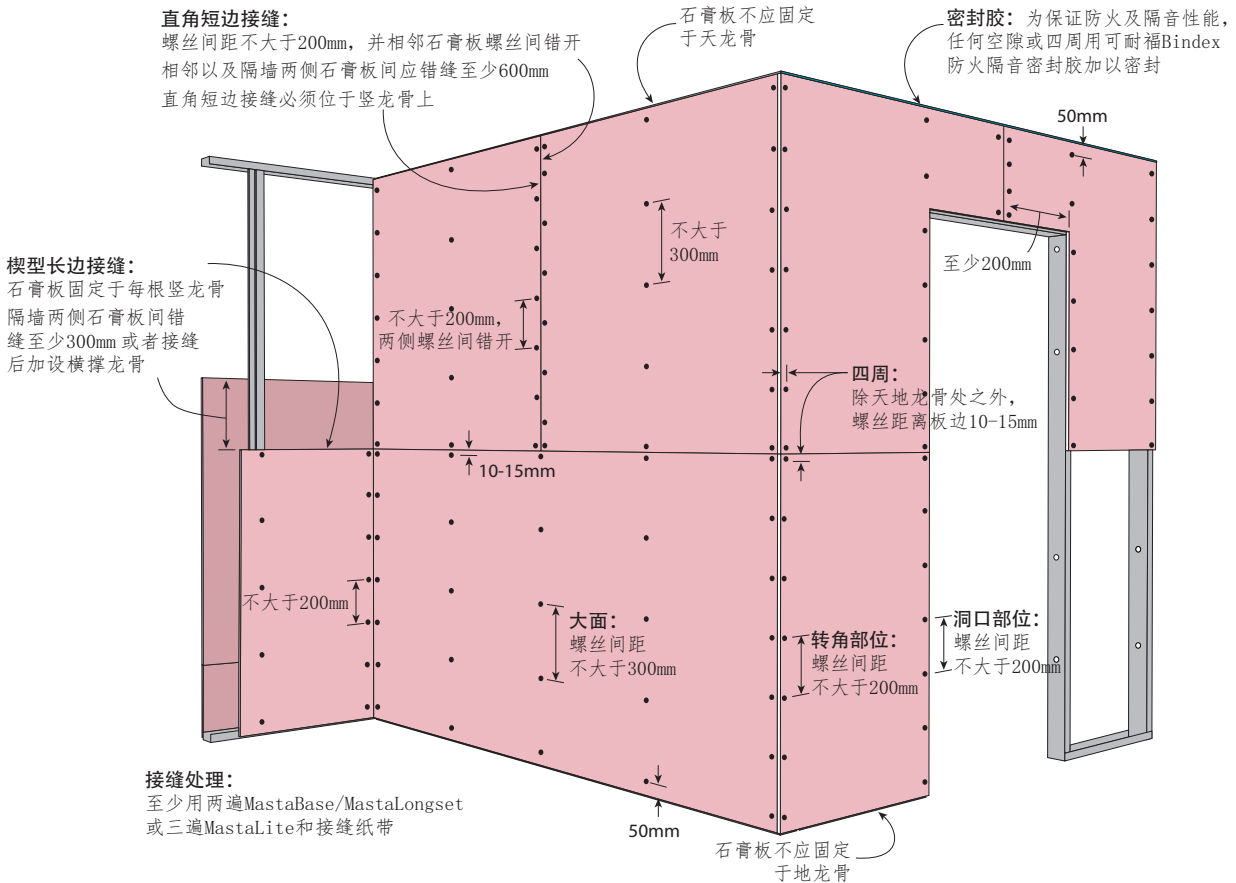 直角短边接缝：
螺丝间距不大于200mm，并相邻石膏板螺丝间错开
相邻以及隔墙两侧石膏板间应错缝至少600mm
直角短边接缝必须位于竖龙骨上
石膏板不应固定
于天龙骨
密封胶：为保证防火及隔音性能，
任何空隙或四周用可耐福Bindex
防火隔音密封胶加以密封
50mm
不大于
300mm
至少200mm
楔型长边接缝：
石膏板固定于每根竖龙骨
隔墙两侧石膏板间错
缝至少300mm 或者接缝
后加设横撑龙骨
不大于200mm，
两侧螺丝间错开
四周：
除天地龙骨处之外，
螺丝距离板边10-15mm
10-15mm
不大于200mm
大面：
螺丝间距
不大于300mm
转角部位：
螺丝间距
不大于200mm
洞口部位：
螺丝间距
不大于200mm
接缝处理：
至少用两遍MastaBase/MastaLongset
或三遍MastaLite和接缝纸带
50mm
石膏板不应固定
于地龙骨